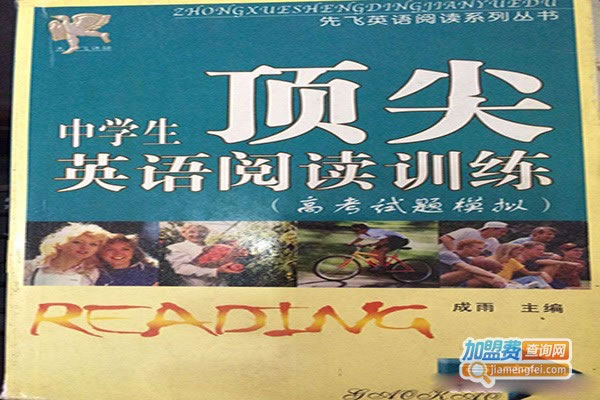 ZHONGXUESHENGDINGJIANYUEDU
先飞英语阅读系列丛书
中学生 顶尖
英语阅读训练
(高考试题模拟)
READING
成雨 主编
加盟费查询网
jiamengfei.com
GAOKAO